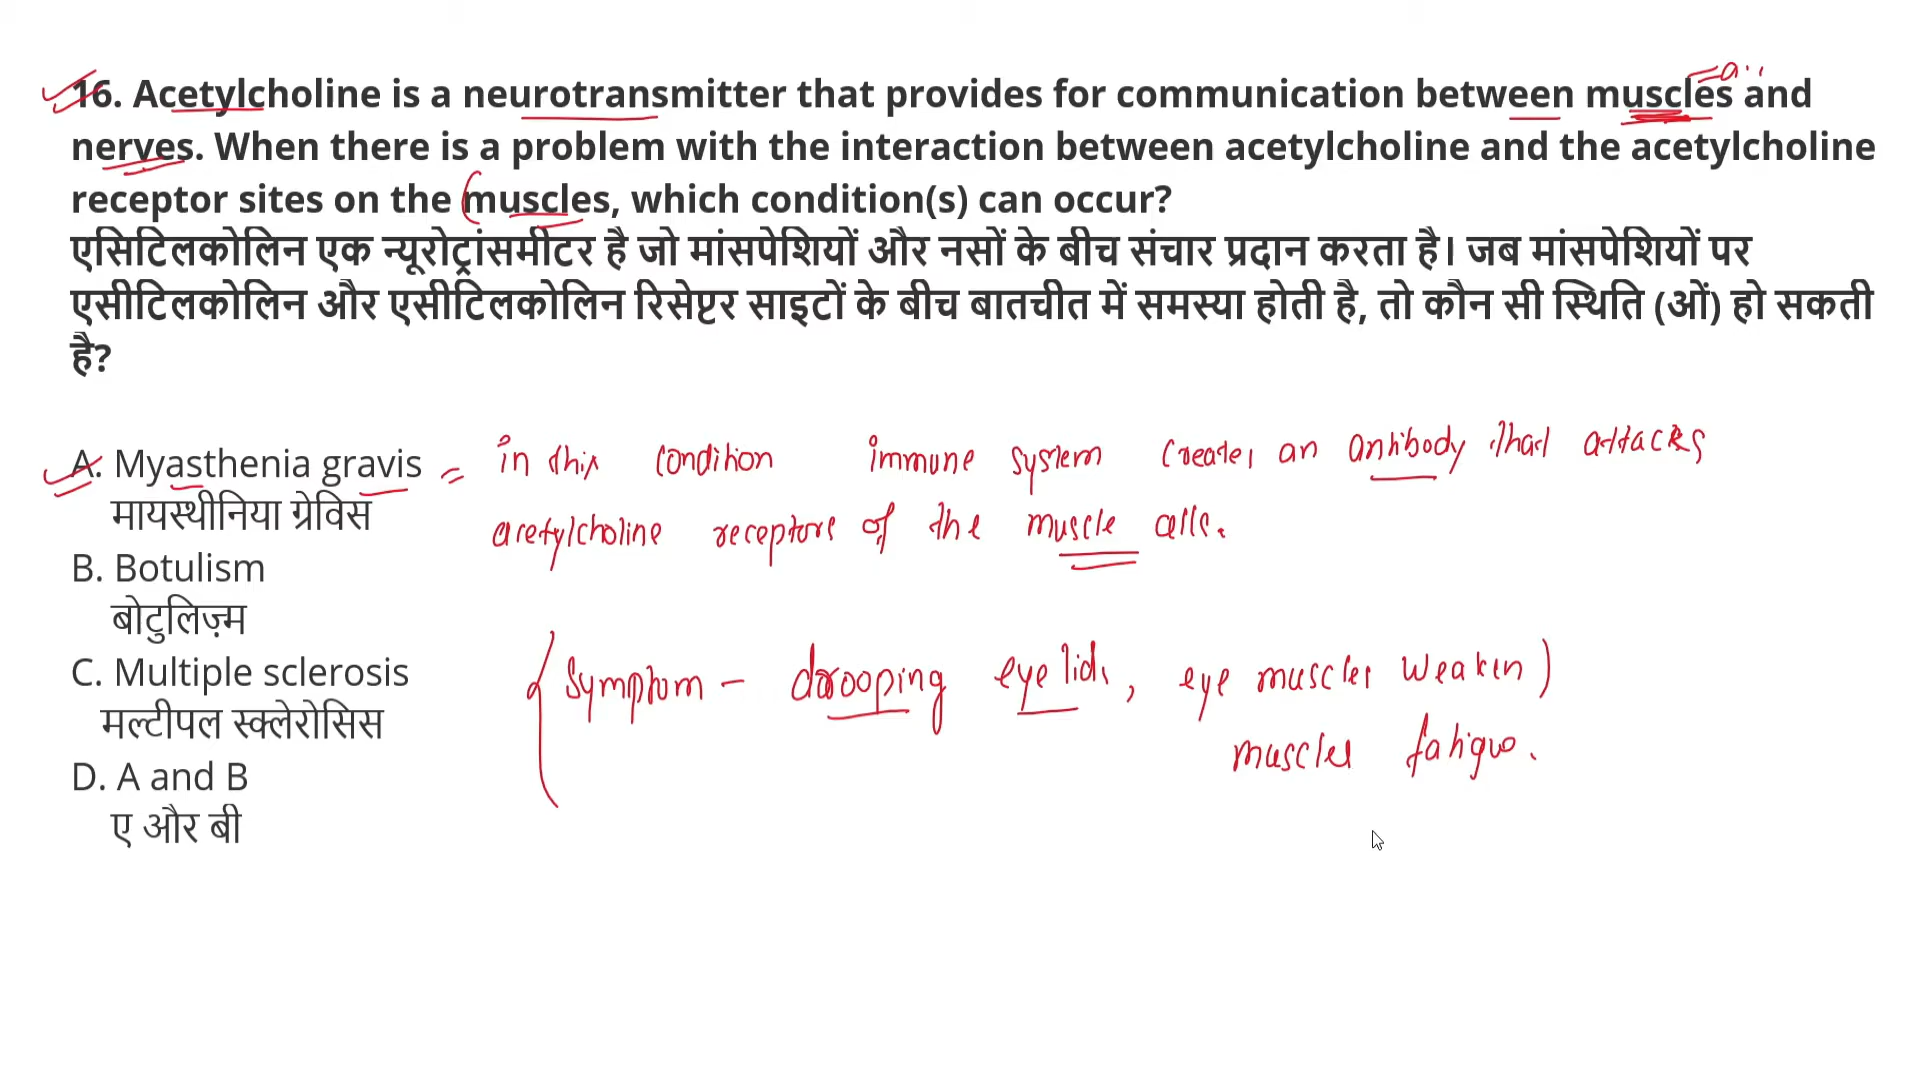 16. Acetylcholine is a neurotransmitter that provides for communication between muscles and
nerves. When there is a problem with the interaction between acetylcholine and the acetylcholine
receptor sites on the muscles, which condition(s) can occur?
एसिटिलकोलिन एक न्यूरोट्रांसमीटर है जो मांसपेशियों और नसों के बीच संचार प्रदान करता है। जब मांसपेशियों पर
एसीटिलकोलिन और एसीटिलकोलिन रिसेप्टर साइटों के बीच बातचीत में समस्या होती है, तो कौन सी स्थिति (ओं) हो सकती
है?
A. Myasthenia gravis = in this condition immune system creates an antibody that attacks
मायस्थीनिया ग्रेविस acetylcholine receptors of the muscle cells.
B. Botulism
बोटुलिज़्म
C. Multiple sclerosis Symptom - drooping eye lids, eye muscles weaken)
मल्टीपल स्क्लेरोसिस muscles fatigue.
D. A and B
ए और बी